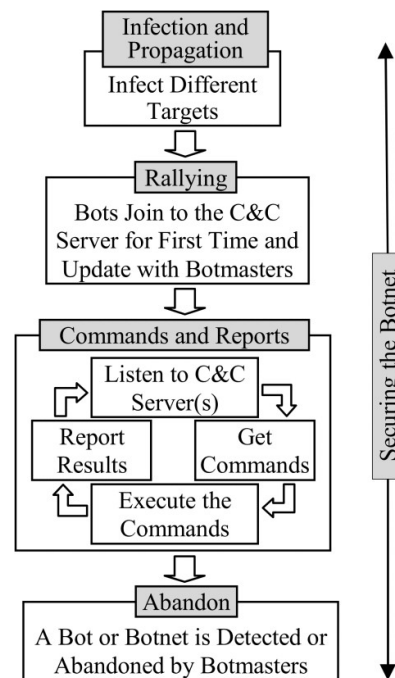 Infection and
Propagation
Infect Different
Targets
Rallying
Bots Join to the C&C
Server for First Time and
Update with Botmasters
Commands and Reports
Listen to C&C
Server(s)
Report
Results
Get
Commands
Execute the
Commands
Abandon
A Bot or Botnet is Detected or
Abandoned by Botmasters
Securing the Botnet